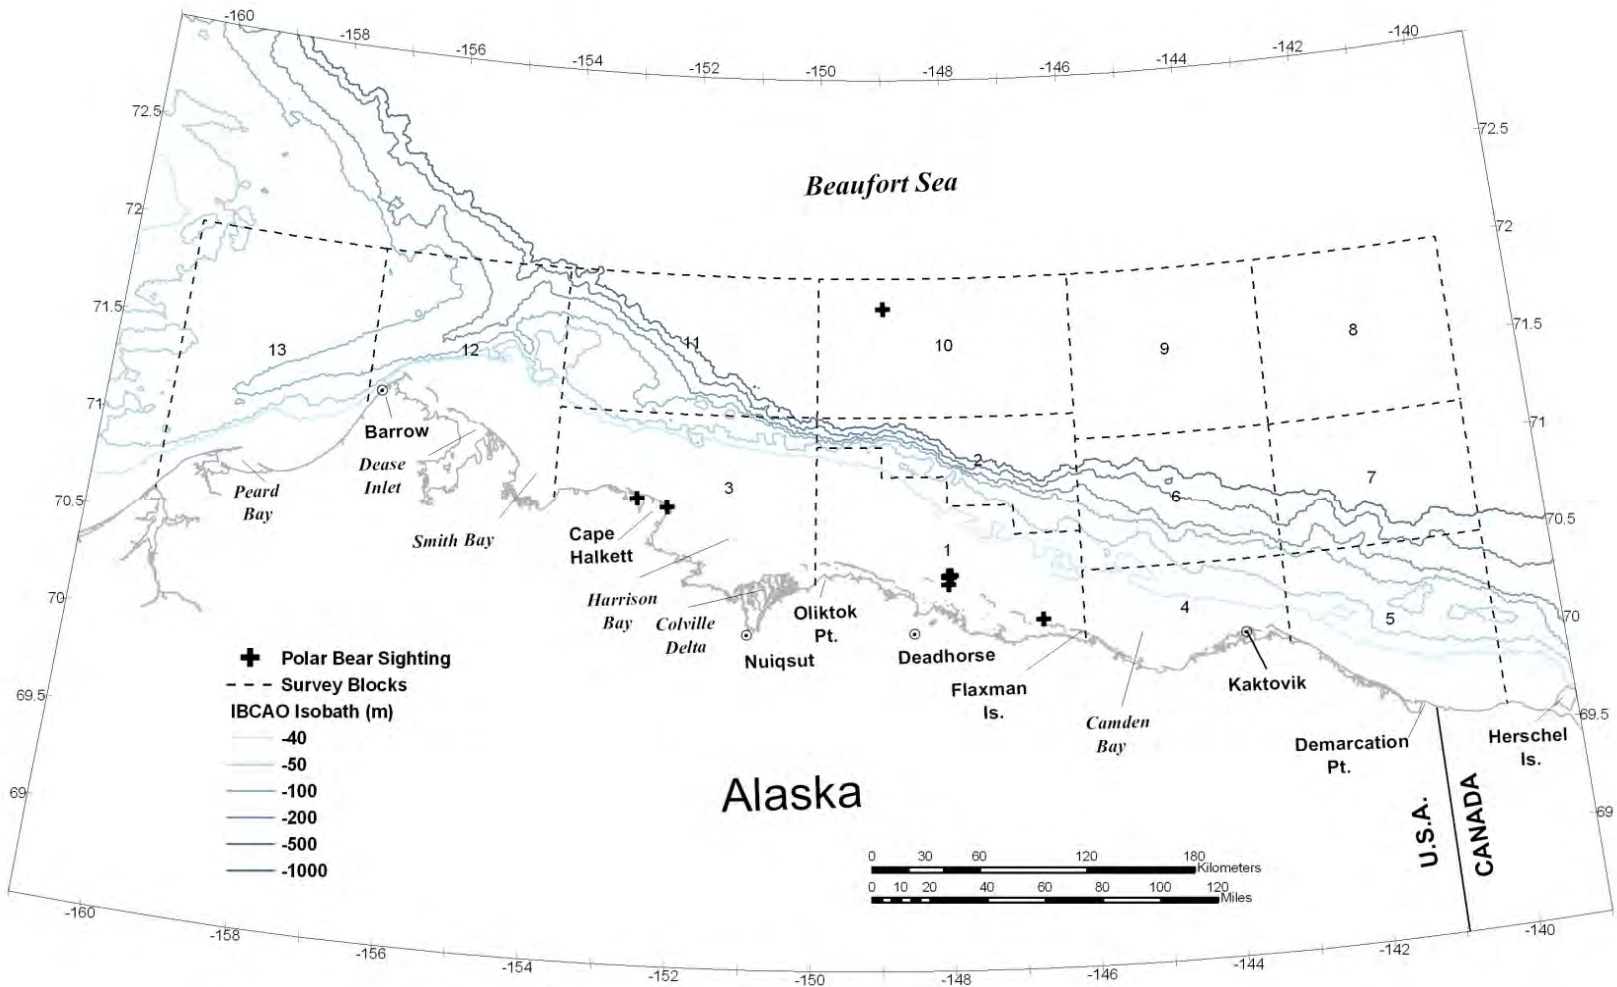 -160
-158
-156
-154
-152
-150
-148
-146
-142
-140
72.5
72.5
Beaufort Sea
72
72
71.5
71.5
13
12
11
10
9
8
71
71
Barrow
Dease
Inlet
Peard
Bay
Smith Bay
70.5
70.5
3
2
6
7
Cape
Halkett
1
Harrison
Bay
Colville
Delta
Oliktok
Pt.
4
5
70
70
Nuiqsut
Deadhorse
Flaxman
Is.
Kaktovik
Camden
Bay
Demarcation
Pt.
Herschel
Is.
69.5
69.5
Polar Bear Sighting
Survey Blocks
IBCAO Isobath (m)
-40
-50
-100
-200
-500
-1000
Alaska
69
69
U.S.A.
CANADA
0 30 60 120 180
Kilometers
0 10 20 40 60 80 100 120
Miles
-160
-158
-156
-154
-152
-150
-148
-146
-144
-142
-140